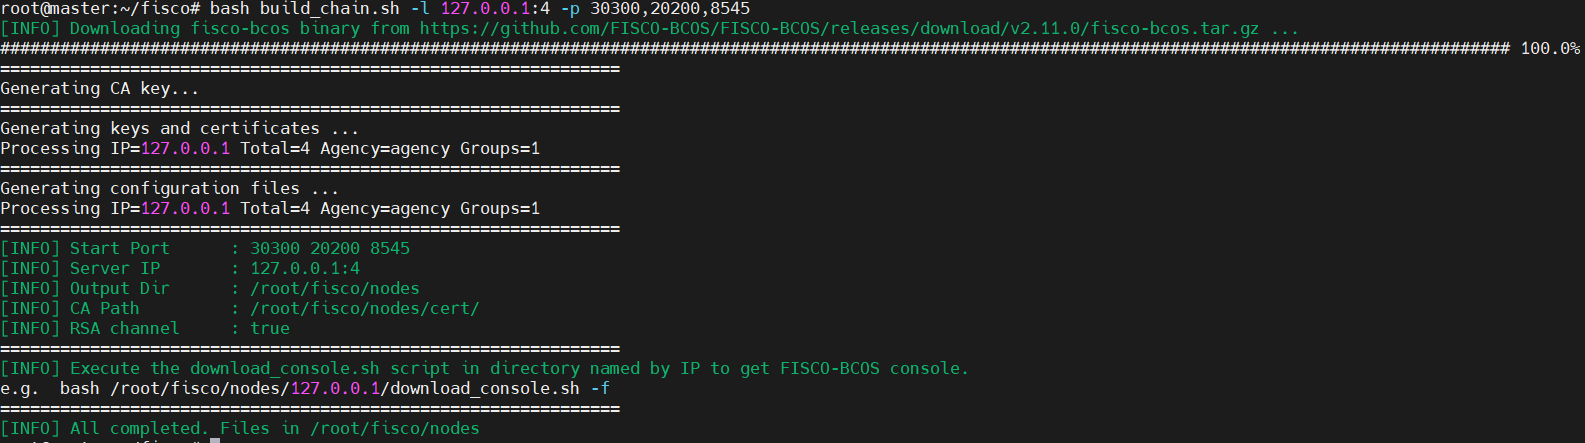 root@master:~/fisco# bash build_chain.sh -l 127.0.0.1:4 -p 30300,20200,8545
[INFO] Downloading fisco-bcos binary from https://github.com/FISCO-BCOS/FISCO-BCOS/releases/download/v2.11.0/fisco-bcos.tar.gz ...
####################################################################################################################################################### 100.0%
==============================================================
Generating CA key...
==============================================================
Generating keys and certificates ...
Processing IP=127.0.0.1 Total=4 Agency=agency Groups=1
==============================================================
Generating configuration files ...
Processing IP=127.0.0.1 Total=4 Agency=agency Groups=1
==============================================================
[INFO] Start Port      : 30300 20200 8545
[INFO] Server IP       : 127.0.0.1:4
[INFO] Output Dir      : /root/fisco/nodes
[INFO] CA Path         : /root/fisco/nodes/cert/
[INFO] RSA channel     : true
==============================================================
[INFO] Execute the download_console.sh script in directory named by IP to get FISCO-BCOS console.
e.g.  bash /root/fisco/nodes/127.0.0.1/download_console.sh -f
==============================================================
[INFO] All completed. Files in /root/fisco/nodes